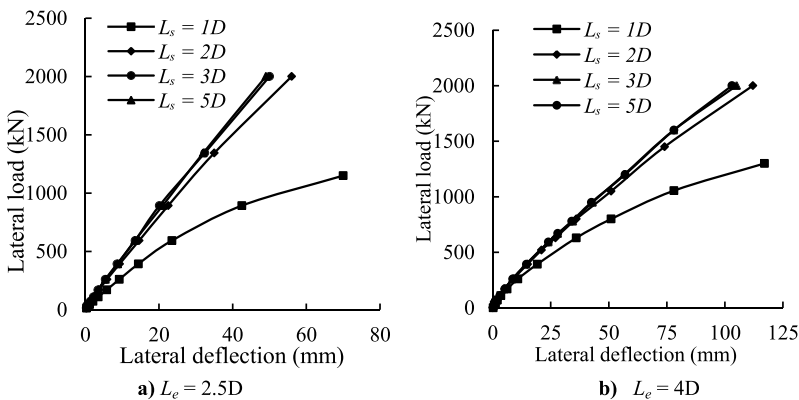 2500
2000
1500
1000
500
0
Lateral load (kN)
Ls = 1D
Ls = 2D
Ls = 3D
Ls = 5D
0 20 40 60 80
Lateral deflection (mm)
a) Le = 2.5D
2500
2000
1500
1000
500
0
Lateral load (kN)
Ls = 1D
Ls = 2D
Ls = 3D
Ls = 5D
0 25 50 75 100 125
Lateral deflection (mm)
b) Le = 4D